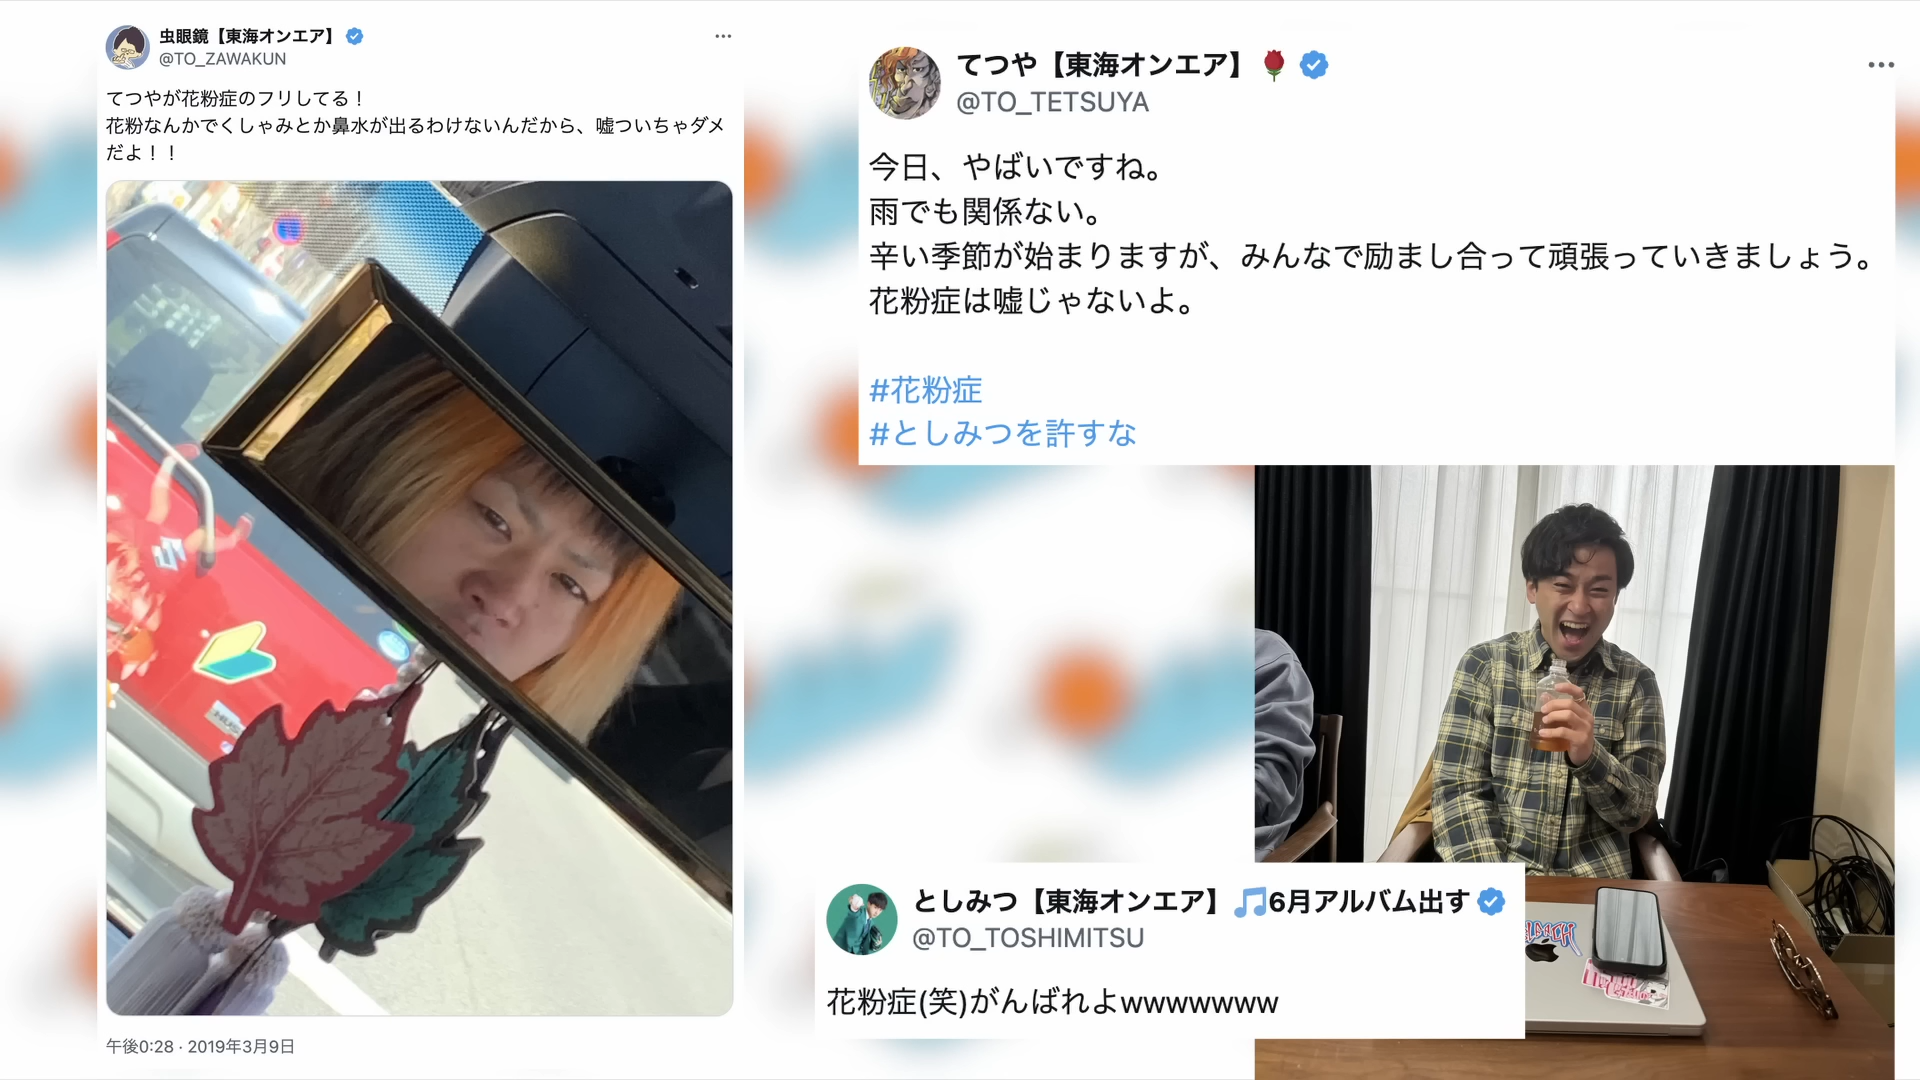 虫眼鏡【東海オンエア】
@TO_ZAWAKUN
てつやが花粉症のフリしてる！
花粉なんかでくしゃみとか鼻水が出るわけないんだから、嘘ついちゃダメ
だよ！！
午後0:28 · 2019年3月9日
てつや【東海オンエア】🌹
@TO_TETSUYA
今日、やばいですね。
雨でも関係ない。
辛い季節が始まりますが、みんなで励まし合って頑張っていきましょう。
花粉症は嘘じゃないよ。
#花粉症
#としみつを許すな
としみつ【東海オンエア】🎵6月アルバム出す
@TO_TOSHIMITSU
花粉症(笑)がんばれよwwwwwww